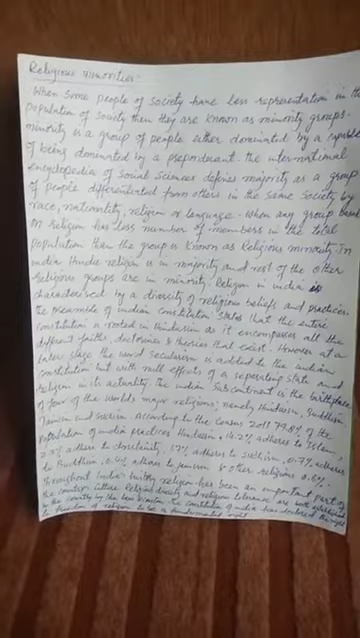 Religious Minorities:
When some people of society have less representation in the
population of society then they are known as minority groups.
minority is a group of people either dominated by a
of being dominated by a preponderant. the international
encyclopedia of Social Sciences defines majority as a group
of people differentiated from others in the same society by
race, nationality, religion or language. When any group based
on religion has less number of members in the total
population then the group is known as Religious minority. In
india Hindu religion is in majority and rest of the other
religious groups are in minority. Religion in india is
characterised by a diversity of religious beliefs and practices.
the preamble of indian constitution states that the entire
constitution is rooted in Hinduism as it encompasses all the
different faiths, doctrines & theories that exist. However at a
later stage the word secularism is added to the indian
constitution but with null effects of a separating state and
religion in its actuality. the indian Subcontinent is the birthplace
of four of the worlds major religions; namely Hinduism, Buddhism
Jainism and sikhism. According to the census 2011 79.8% of the
population of india practices Hinduism, 14.2% adheres to Islam,
2.3% adhere to christianity, 1.7% adheres to sikhism, 0.7% adheres
to Buddhism, 0.4% adheres to jainism & other religions 0.6%.
Throughout India's history religion has been an important part of
the country's culture. Religious diversity and religious tolerance are both established
in the country by the law. the constitution of india has declared the right
to freedom of religion to be a fundamental right.